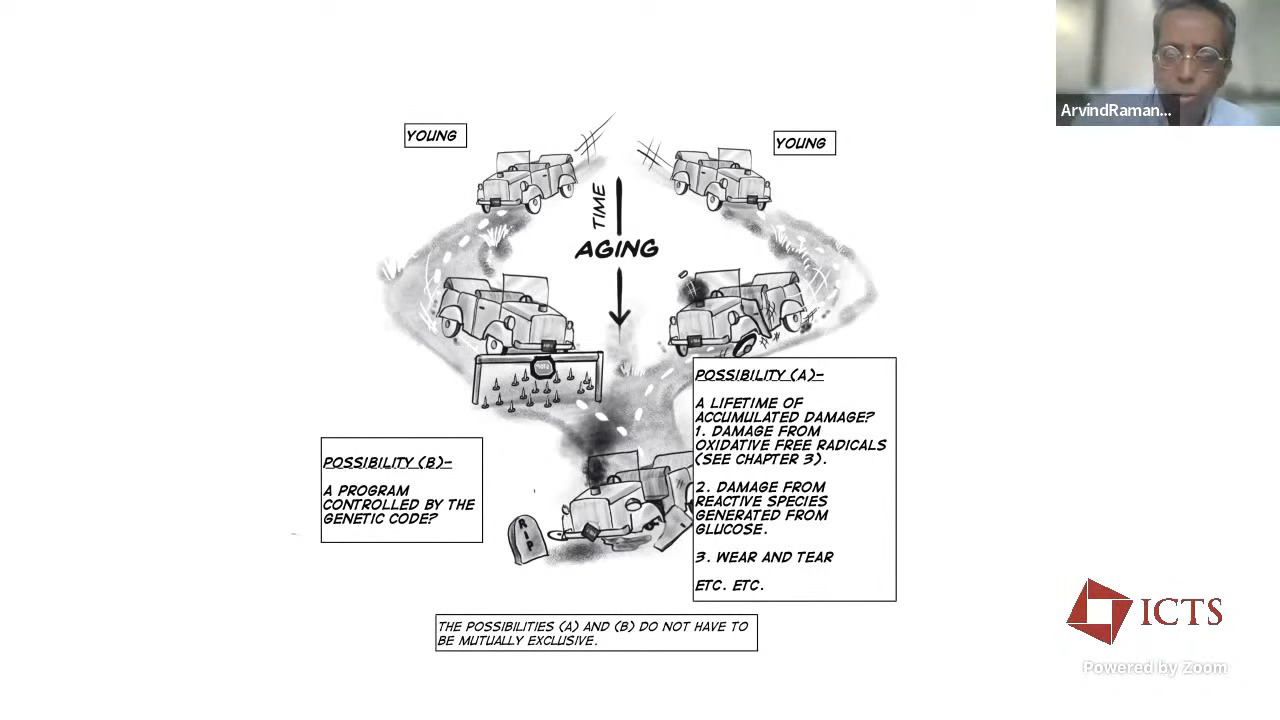 ArvindRaman...
YOUNG
YOUNG
TIME
AGING
POSSIBILITY (A)-
A LIFETIME OF
ACCUMULATED DAMAGE?
1. DAMAGE FROM
OXIDATIVE FREE RADICALS
(SEE CHAPTER 3).
2. DAMAGE FROM
REACTIVE SPECIES
GENERATED FROM
GLUCOSE.
3. WEAR AND TEAR
ETC. ETC.
POSSIBILITY (B)-
A PROGRAM
CONTROLLED BY THE
GENETIC CODE?
RIP
THE POSSIBILITIES (A) AND (B) DO NOT HAVE TO
BE MUTUALLY EXCLUSIVE.
ICTS
Powered by Zoom